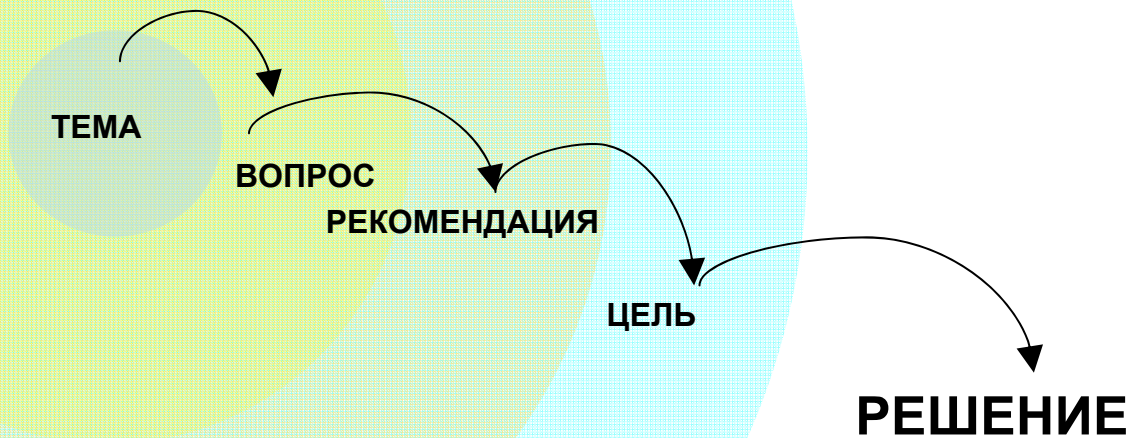 ТЕМА
ВОПРОС
РЕКОМЕНДАЦИЯ
ЦЕЛЬ
РЕШЕНИЕ